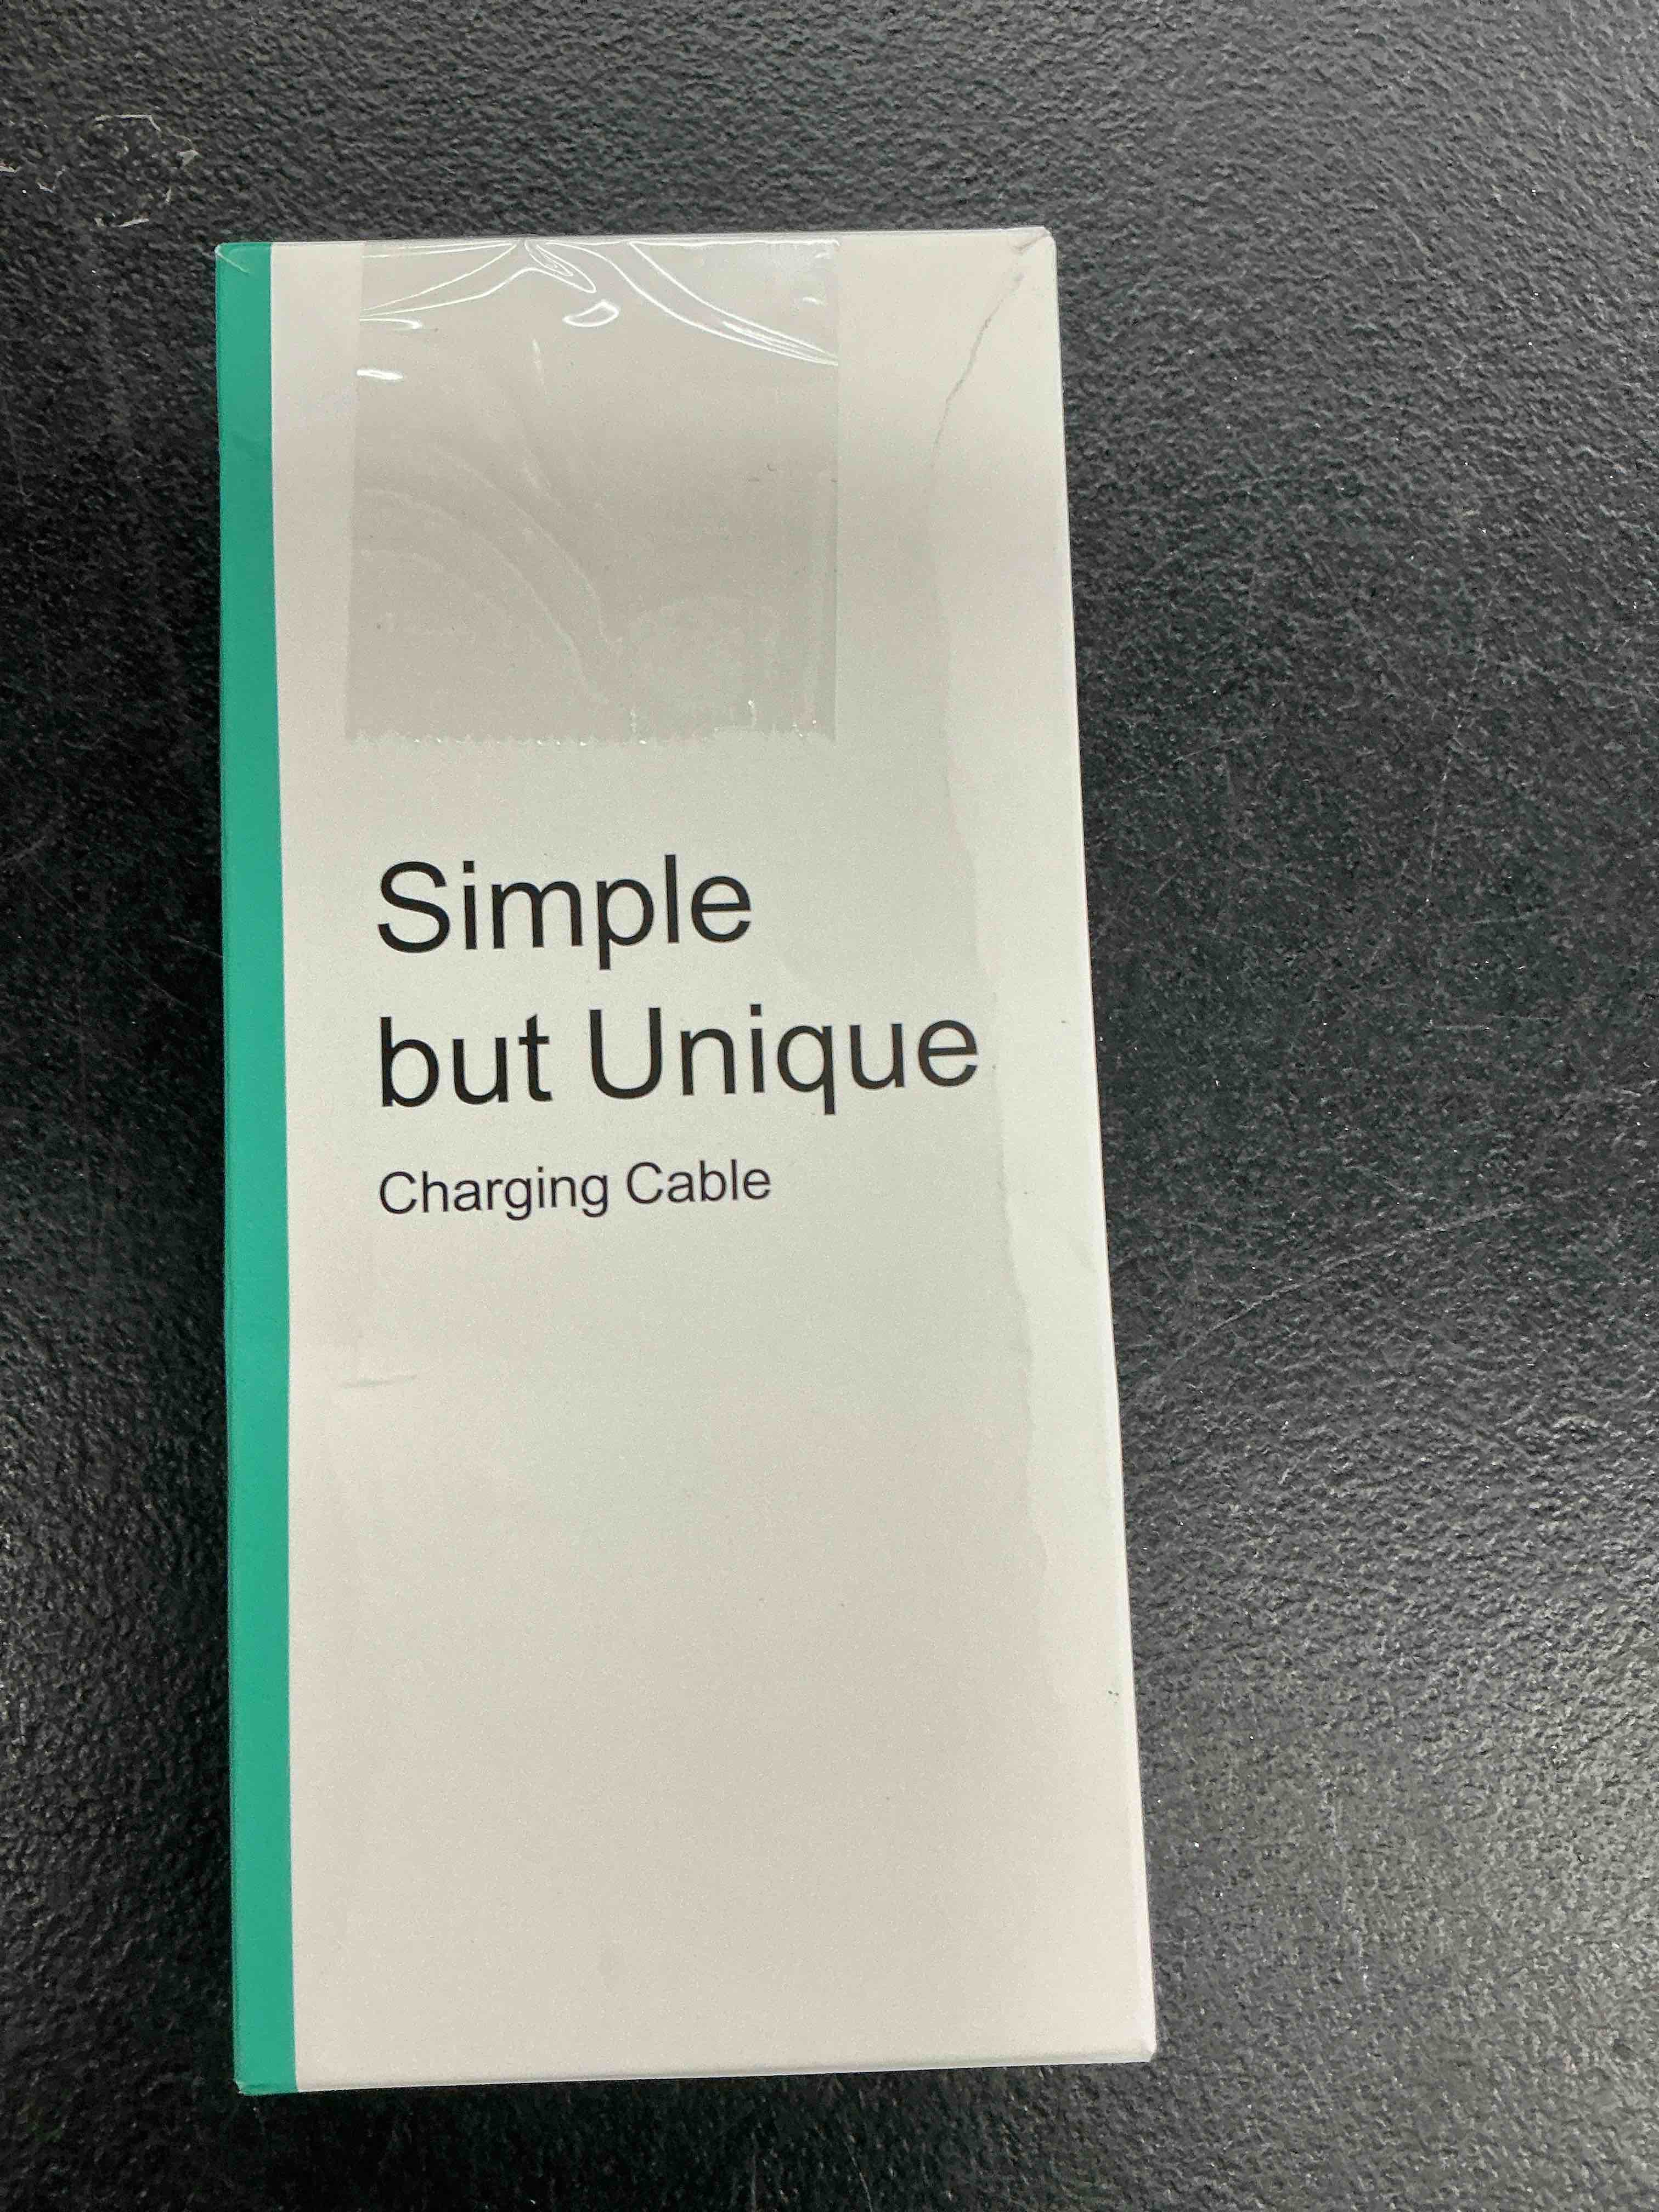 Simple
but Unique
Charging Cable